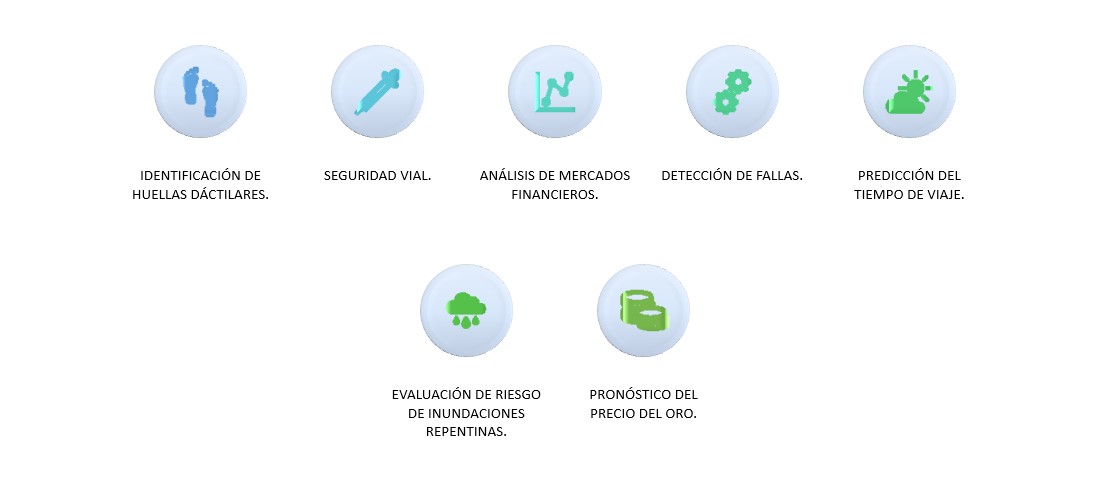 IDENTIFICACIÓN DE
HUELLAS DÁCTILARES.
SEGURIDAD VIAL.
ANÁLISIS DE MERCADOS
FINANCIEROS.
DETECCIÓN DE FALLAS.
PREDICCIÓN DEL
TIEMPO DE VIAJE.
EVALUACIÓN DE RIESGO
DE INUNDACIONES
REPENTINAS.
PRONÓSTICO DEL
PRECIO DEL ORO.